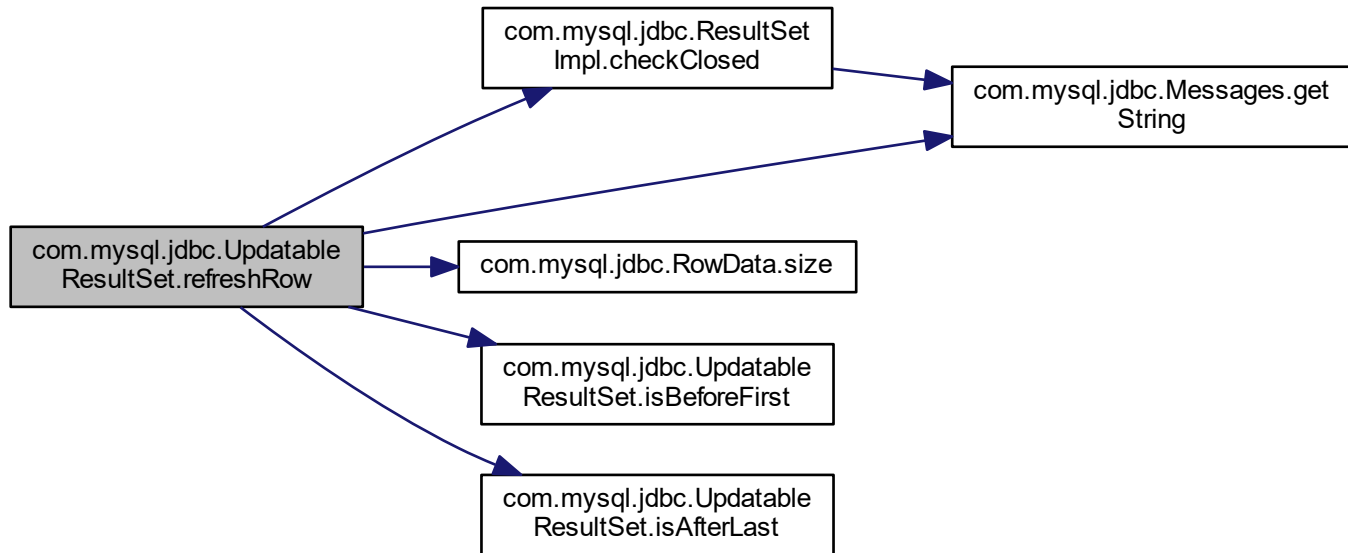 com.mysql.jdbc.ResultSet
Impl.checkClosed
com.mysql.jdbc.Messages.get
String
com.mysql.jdbc.Updatable
ResultSet.refreshRow
com.mysql.jdbc.RowData.size
com.mysql.jdbc.Updatable
ResultSet.isBeforeFirst
com.mysql.jdbc.Updatable
ResultSet.isAfterLast